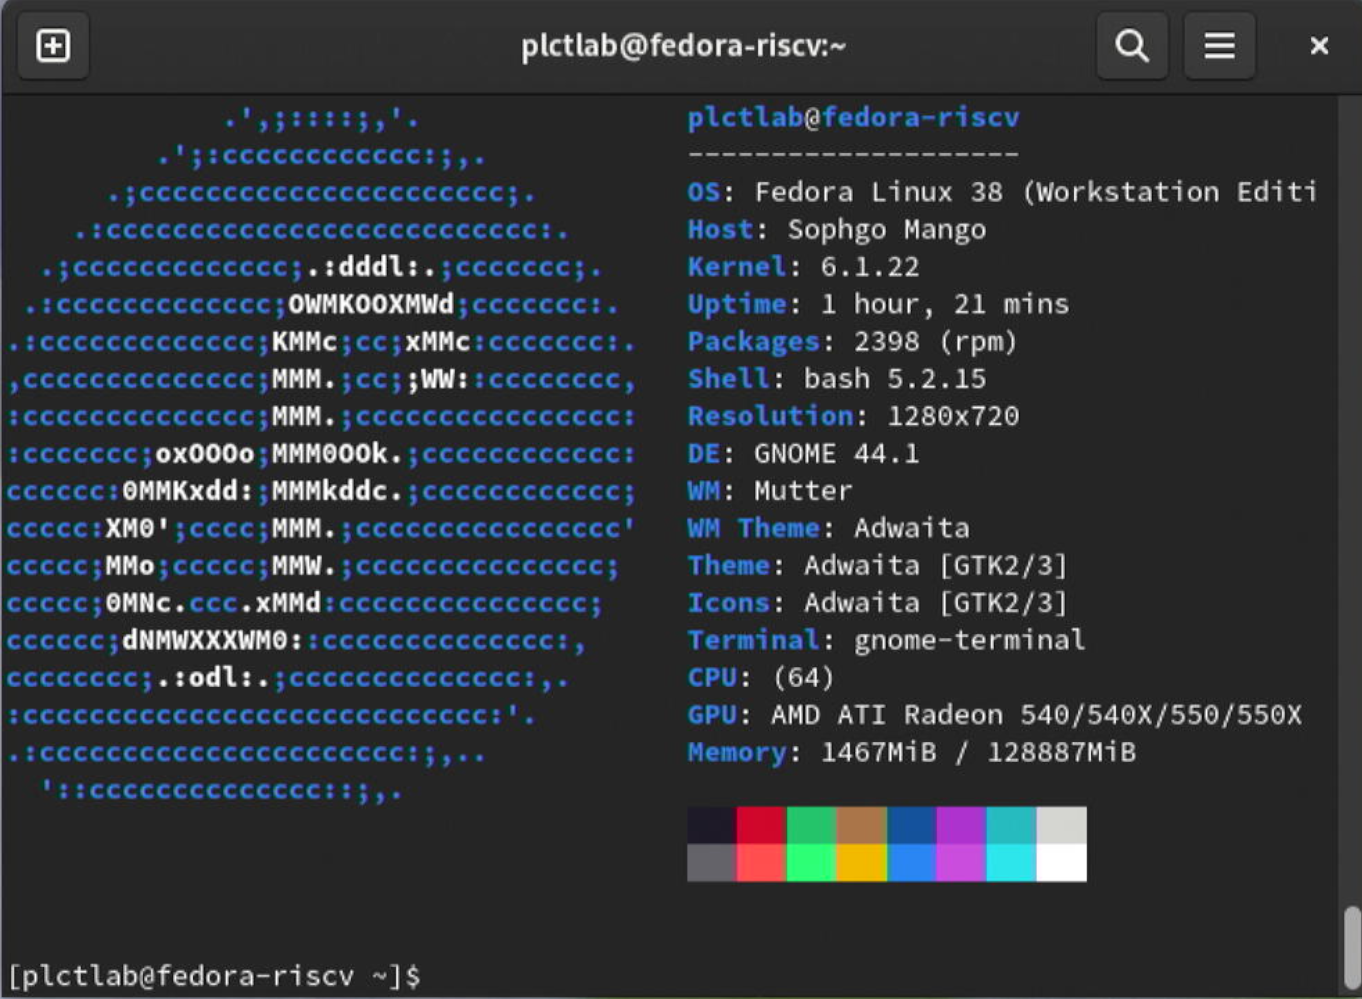 plctlab@fedora-riscv:~
.',;::::;,'.
.';:cccccccccccc:;,.
.;cccccccccccccccccccccc;.
.:cccccccccccccccccccccccccc:.
.;ccccccccccccc;.:dddl:.;ccccccc;.
.:ccccccccccccc;OWMKOOXMWd;ccccccc:.
.:ccccccccccccc;KMMc;cc;xMMc:ccccccc:.
,cccccccccccccc;MMM.;cc;;WW::cccccccc,
:cccccccccccccc;MMM.;cccccccccccccccc:
:ccccccc;oxOOOo;MMM0OOk.;cccccccccccc:
cccccc:0MMKxdd:;MMMkddc.;cccccccccccc;
ccccc:XM0';cccc;MMM.;cccccccccccccccc'
ccccc;MMo;ccccc;MMW.;ccccccccccccccc;
ccccc;0MNc.ccc.xMMd:ccccccccccccccc;
cccccc;dNMWXXXWM0::cccccccccccccc:,
cccccccc;.:odl:.;cccccccccccccc:,.
:cccccccccccccccccccccccccccc:'.
.:cccccccccccccccccccccc:;,..
'::cccccccccccccc::;,.
plctlab@fedora-riscv
--------------------
OS: Fedora Linux 38 (Workstation Editi
Host: Sophgo Mango
Kernel: 6.1.22
Uptime: 1 hour, 21 mins
Packages: 2398 (rpm)
Shell: bash 5.2.15
Resolution: 1280x720
DE: GNOME 44.1
WM: Mutter
WM Theme: Adwaita
Theme: Adwaita [GTK2/3]
Icons: Adwaita [GTK2/3]
Terminal: gnome-terminal
CPU: (64)
GPU: AMD ATI Radeon 540/540X/550/550X
Memory: 1467MiB / 128887MiB
[plctlab@fedora-riscv ~]$